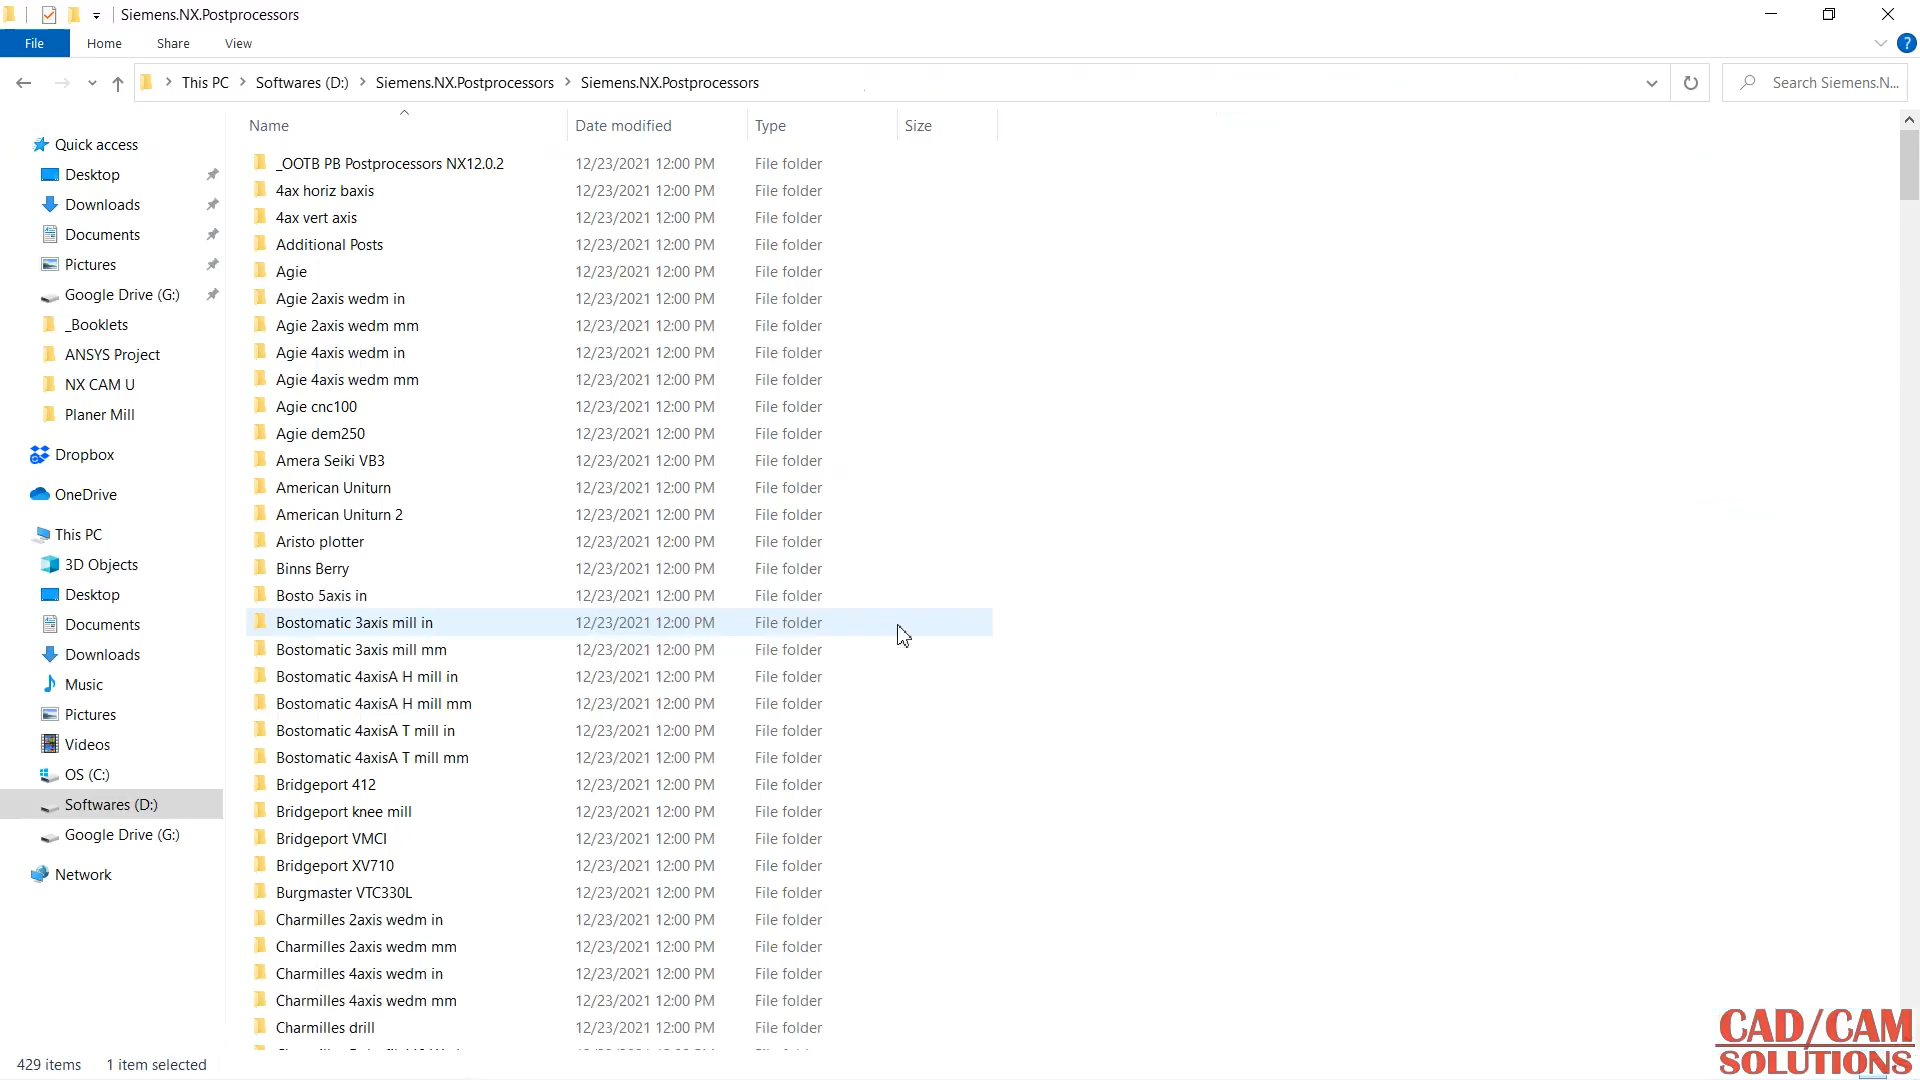 Siemens.NX.Postprocessors
File Home Share View
This PC Softwares (D:) Siemens.NX.Postprocessors Siemens.NX.Postprocessors
Search Siemens.N...
Quick access
Desktop
Downloads
Documents
Pictures
Google Drive (G:)
_Booklets
ANSYS Project
NX CAM U
Planer Mill
Dropbox
OneDrive
This PC
3D Objects
Desktop
Documents
Downloads
Music
Pictures
Videos
OS (C:)
Softwares (D:)
Google Drive (G:)
Network
Name Date modified Type Size
_OOTB PB Postprocessors NX12.0.2 12/23/2021 12:00 PM File folder
4ax horiz baxis 12/23/2021 12:00 PM File folder
4ax vert axis 12/23/2021 12:00 PM File folder
Additional Posts 12/23/2021 12:00 PM File folder
Agie 12/23/2021 12:00 PM File folder
Agie 2axis wedm in 12/23/2021 12:00 PM File folder
Agie 2axis wedm mm 12/23/2021 12:00 PM File folder
Agie 4axis wedm in 12/23/2021 12:00 PM File folder
Agie 4axis wedm mm 12/23/2021 12:00 PM File folder
Agie cnc100 12/23/2021 12:00 PM File folder
Agie dem250 12/23/2021 12:00 PM File folder
Amera Seiki VB3 12/23/2021 12:00 PM File folder
American Uniturn 12/23/2021 12:00 PM File folder
American Uniturn 2 12/23/2021 12:00 PM File folder
Aristo plotter 12/23/2021 12:00 PM File folder
Binns Berry 12/23/2021 12:00 PM File folder
Bosto 5axis in 12/23/2021 12:00 PM File folder
Bostomatic 3axis mill in 12/23/2021 12:00 PM File folder
Bostomatic 3axis mill mm 12/23/2021 12:00 PM File folder
Bostomatic 4axisA H mill in 12/23/2021 12:00 PM File folder
Bostomatic 4axisA H mill mm 12/23/2021 12:00 PM File folder
Bostomatic 4axisA T mill in 12/23/2021 12:00 PM File folder
Bostomatic 4axisA T mill mm 12/23/2021 12:00 PM File folder
Bridgeport 412 12/23/2021 12:00 PM File folder
Bridgeport knee mill 12/23/2021 12:00 PM File folder
Bridgeport VMCI 12/23/2021 12:00 PM File folder
Bridgeport XV710 12/23/2021 12:00 PM File folder
Burgmaster VTC330L 12/23/2021 12:00 PM File folder
Charmilles 2axis wedm in 12/23/2021 12:00 PM File folder
Charmilles 2axis wedm mm 12/23/2021 12:00 PM File folder
Charmilles 4axis wedm in 12/23/2021 12:00 PM File folder
Charmilles 4axis wedm mm 12/23/2021 12:00 PM File folder
Charmilles drill 12/23/2021 12:00 PM File folder
429 items 1 item selected
CAD/CAM
SOLUTIONS